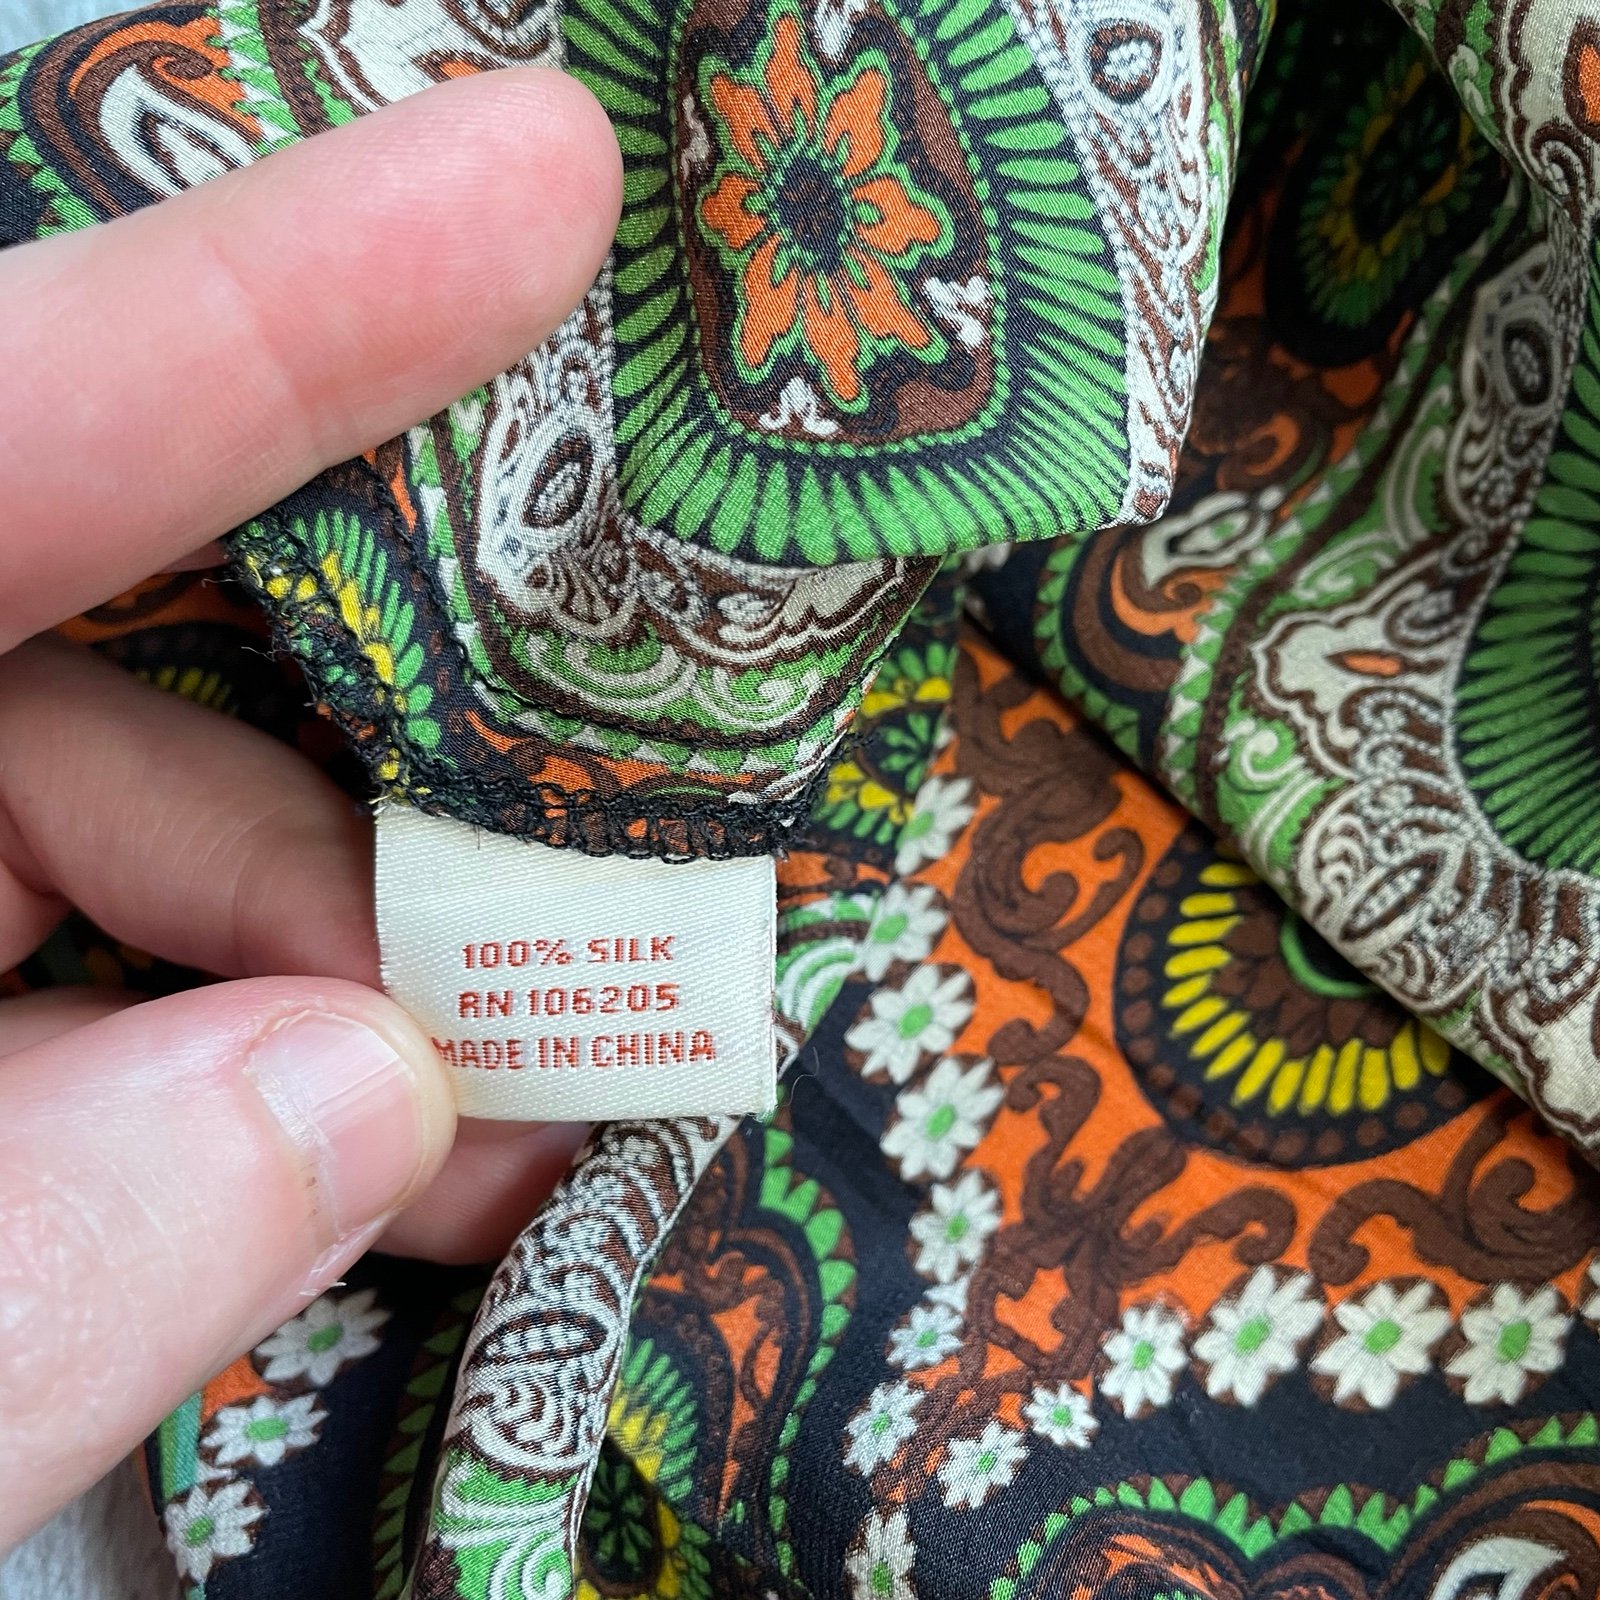 100% SILK
RN 106205
MADE IN CHINA